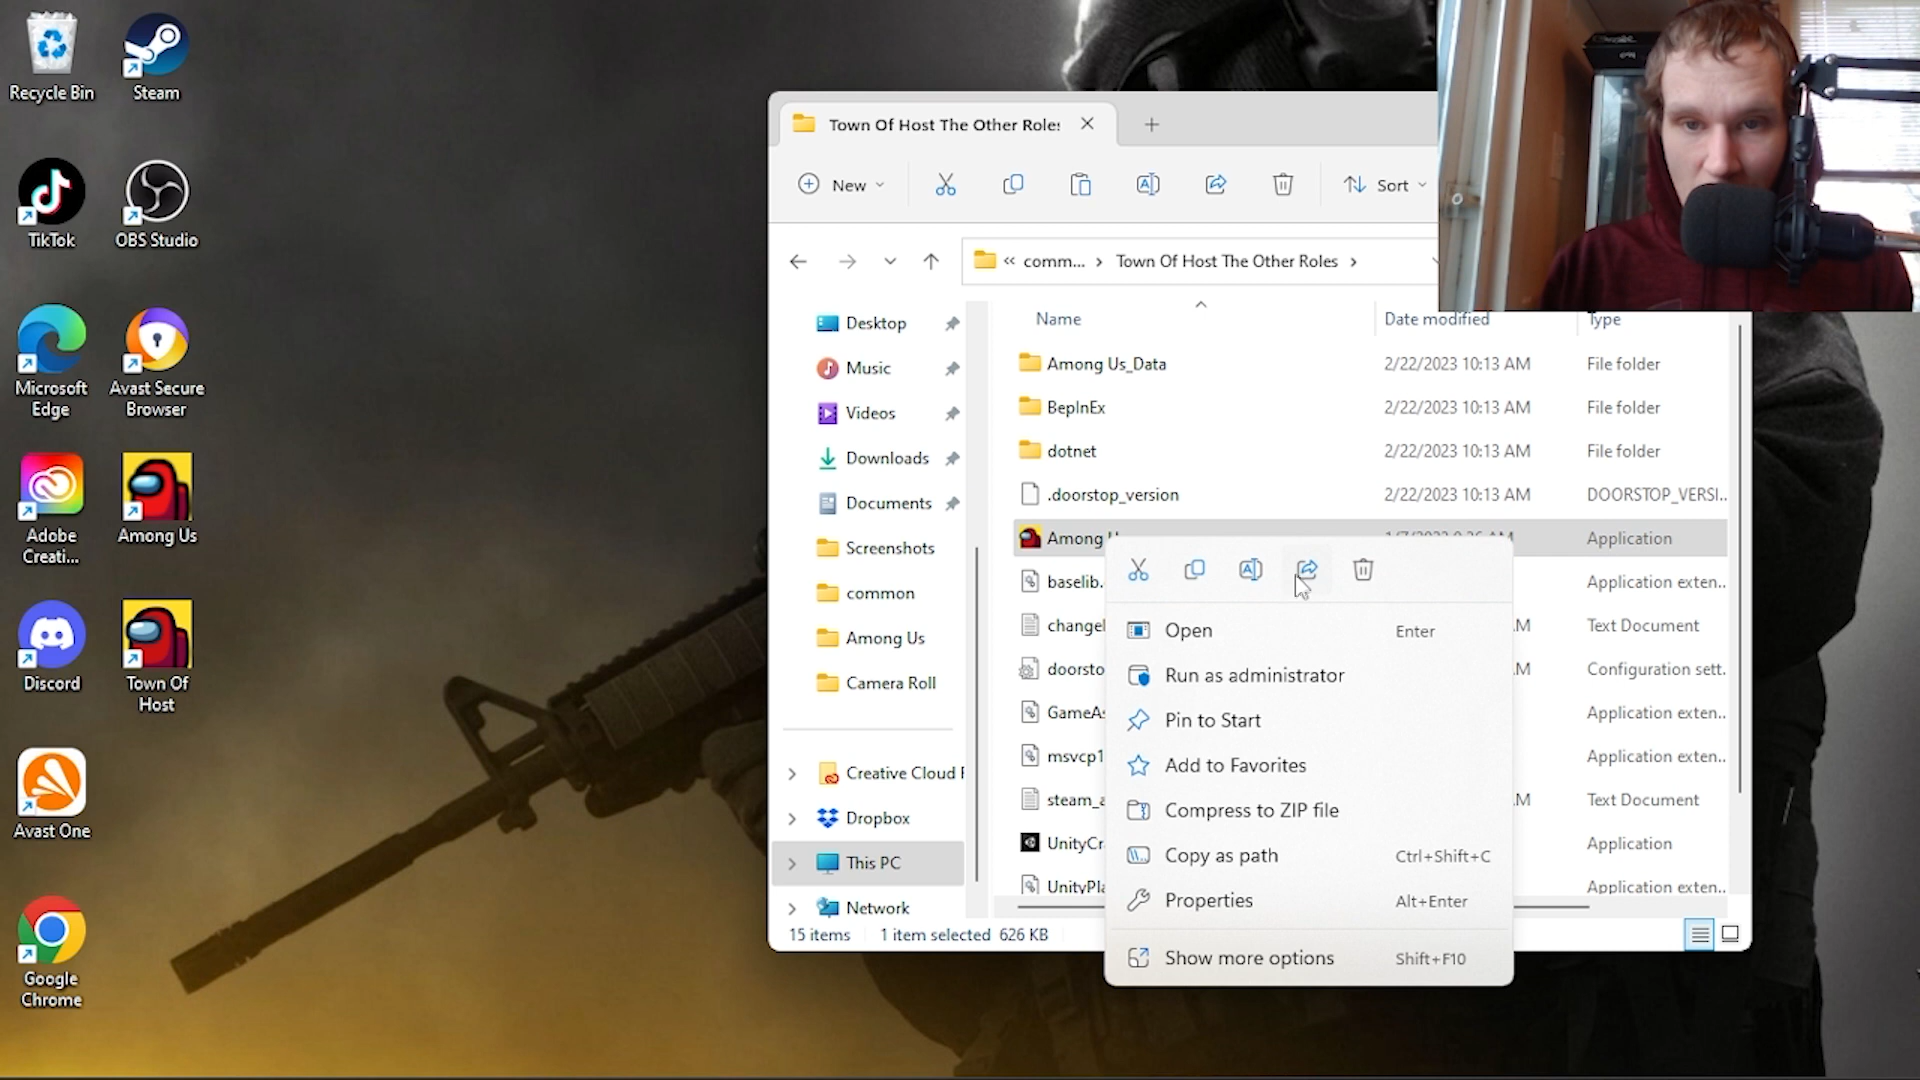 Recycle Bin
Steam
TikTok
OBS Studio
Microsoft
Edge
Avast Secure
Browser
Adobe
Creati...
Among Us
Discord
Town Of
Host
Avast One
Google
Chrome
Town Of Host The Other Roles
New
Sort
« comm... > Town Of Host The Other Roles >
Desktop
Music
Videos
Downloads
Documents
Screenshots
common
Among Us
Camera Roll
Creative Cloud F
Dropbox
This PC
Network
Name Date modified Type
Among Us_Data 2/22/2023 10:13 AM File folder
BepInEx 2/22/2023 10:13 AM File folder
dotnet 2/22/2023 10:13 AM File folder
.doorstop_version 2/22/2023 10:13 AM DOORSTOP_VERSI...
Among U Application
baselib. Application exten...
changel M Text Document
doorsto M Configuration sett...
GameAs Application exten...
msvcp1 Application exten...
steam_a M Text Document
UnityCr Application
UnityPla Application exten...
Open Enter
Run as administrator
Pin to Start
Add to Favorites
Compress to ZIP file
Copy as path Ctrl+Shift+C
Properties Alt+Enter
Show more options Shift+F10
15 items 1 item selected 626 KB